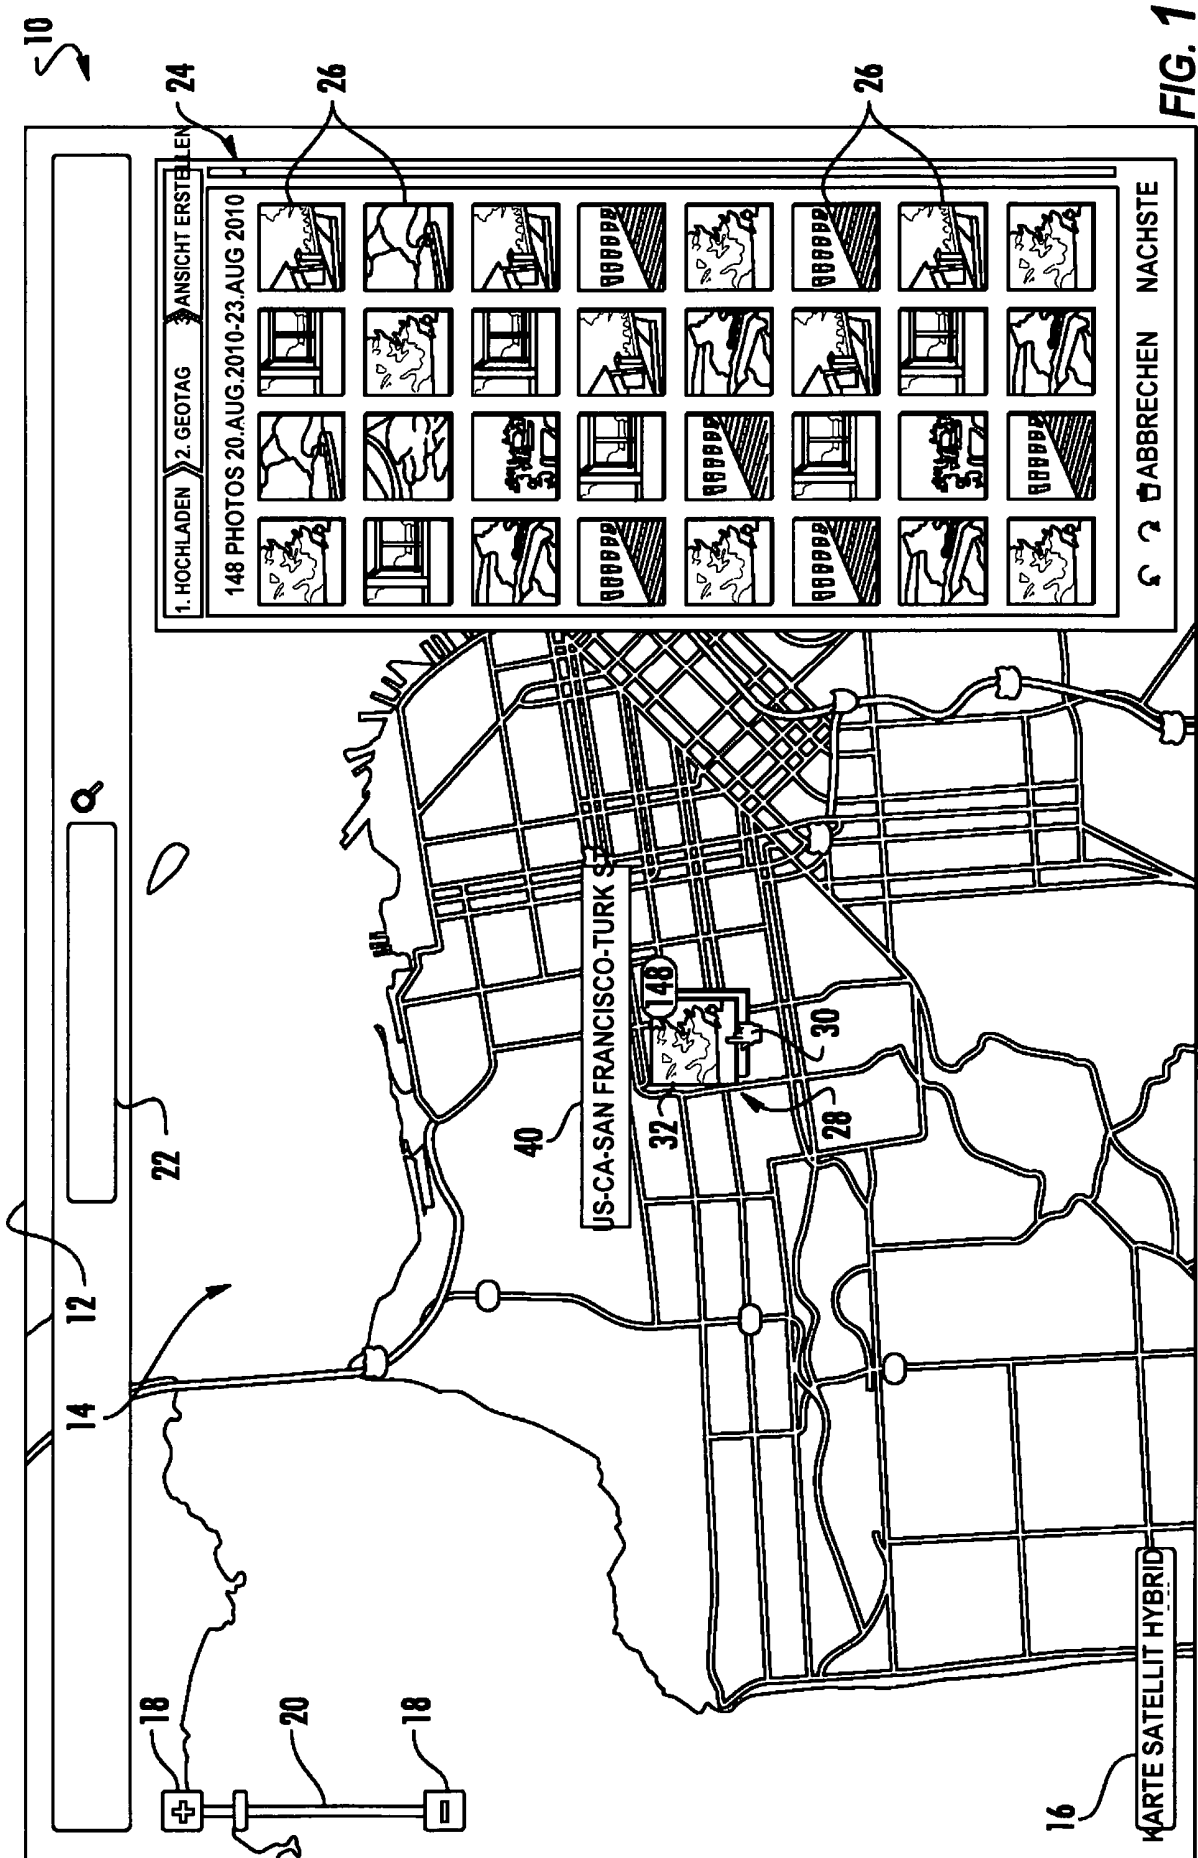 10
12
14
22
18
20
18
24
1. HOCHLADEN 2. GEOTAG 3. ANSICHT ERSTELLEN
148 PHOTOS 20.AUG.2010-23.AUG 2010
26
26
40
US-CA-SAN FRANCISCO-TURK ST
148
32
30
28
ABBRECHEN NACHSTE
16
KARTE SATELLIT HYBRID
FIG. 1